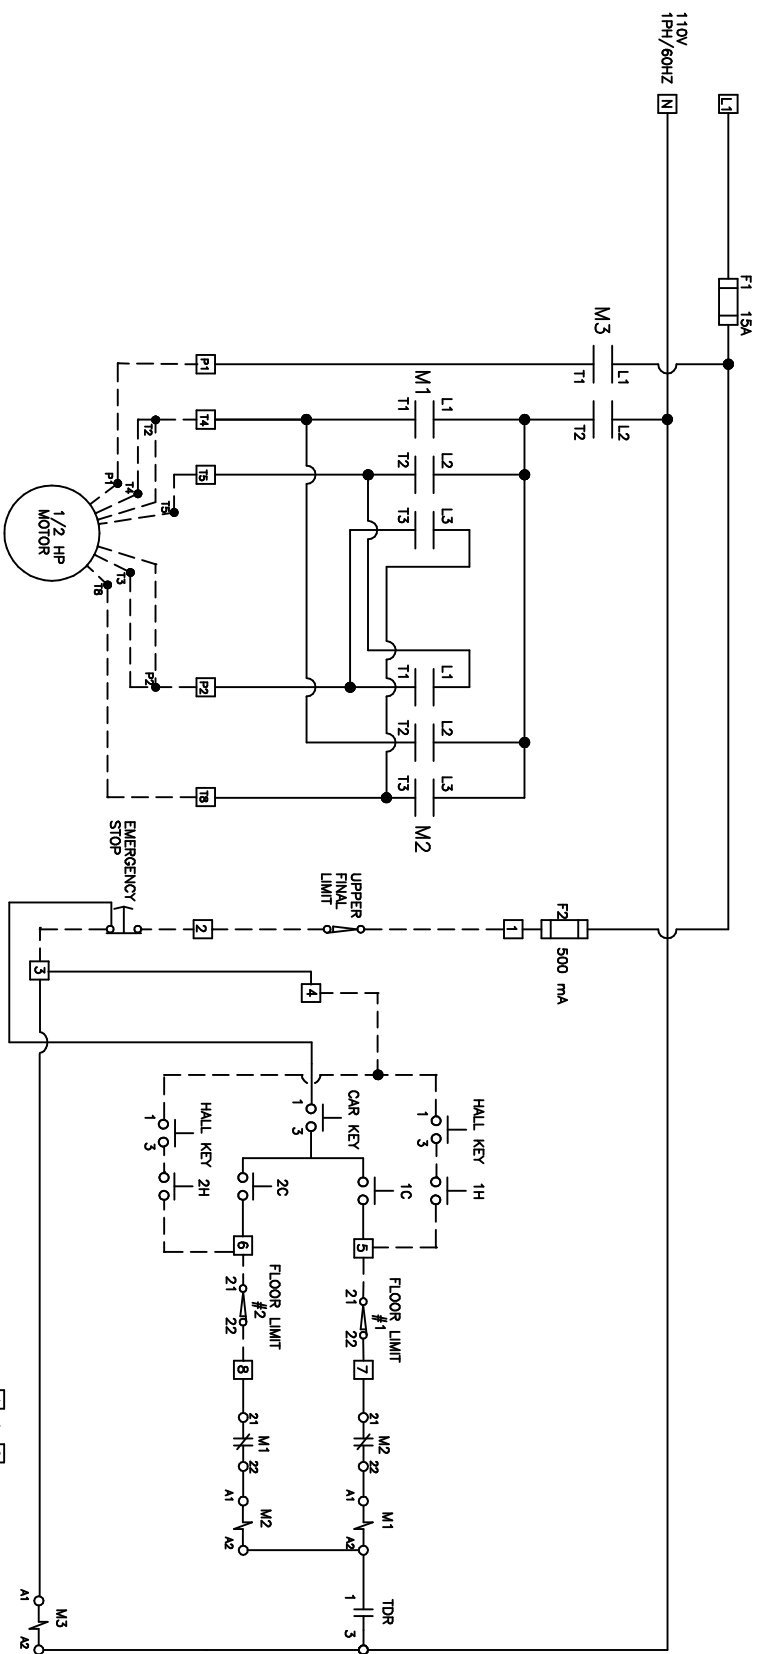 110V
1PH/60HZ
L1
N
F1
15A
M3
L1
T1
L2
T2
M1
L1
T1
L2
T2
L3
T3
L1
T1
L2
T2
L3
T3
M2
P1
T4
T5
P2
T8
T2
P1
T4
T5
T3
T8
P2
1/2 HP
MOTOR
F2
500 mA
1
UPPER
FINAL
LIMIT
2
EMERGENCY
STOP
3
4
HALL KEY
1
3
1H
CAR KEY
1
3
1C
2C
HALL KEY
1
3
2H
5
6
FLOOR LIMIT
#1
21
22
FLOOR LIMIT
#2
21
22
7
8
21
M2
22
21
M1
22
A1
M1
A2
A1
M2
A2
TDR
1
3
A1
M3
A2